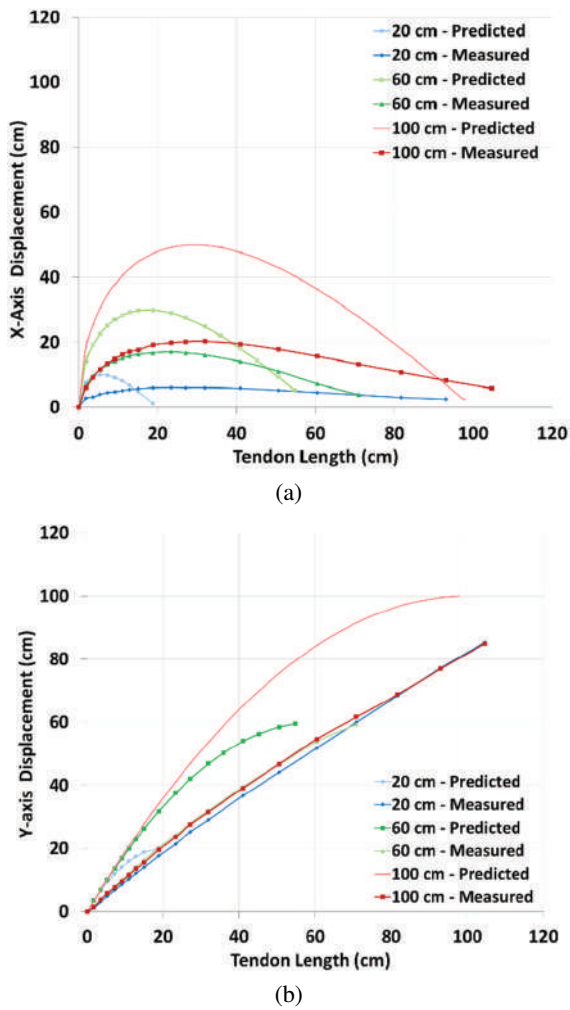 120
100
80
60
40
20
0
X-Axis Displacement (cm)
20 cm - Predicted
20 cm - Measured
60 cm - Predicted
60 cm - Measured
100 cm - Predicted
100 cm - Measured
0 20 40 60 80 100 120
Tendon Length (cm)
(a)
120
100
80
60
40
20
0
Y-axis Displacement (cm)
20 cm - Predicted
20 cm - Measured
60 cm - Predicted
60 cm - Measured
100 cm - Predicted
100 cm - Measured
0 20 40 60 80 100 120
Tendon Length (cm)
(b)